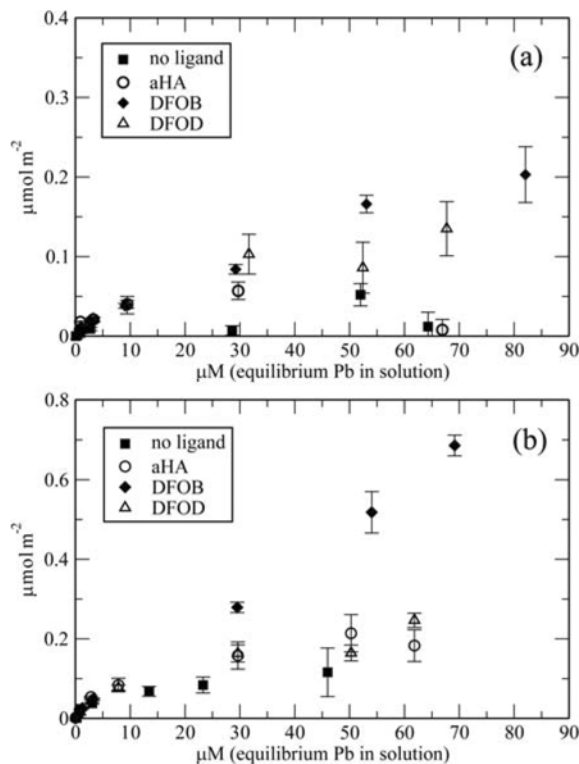 (a)
no ligand
aHA
DFOB
DFOD
0.4
0.3
0.2
0.1
0
μmol m⁻²
0 10 20 30 40 50 60 70 80 90
μM (equilibrium Pb in solution)
(b)
no ligand
aHA
DFOB
DFOD
0.8
0.6
0.4
0.2
0
μmol m⁻²
0 10 20 30 40 50 60 70 80 90
μM (equilibrium Pb in solution)